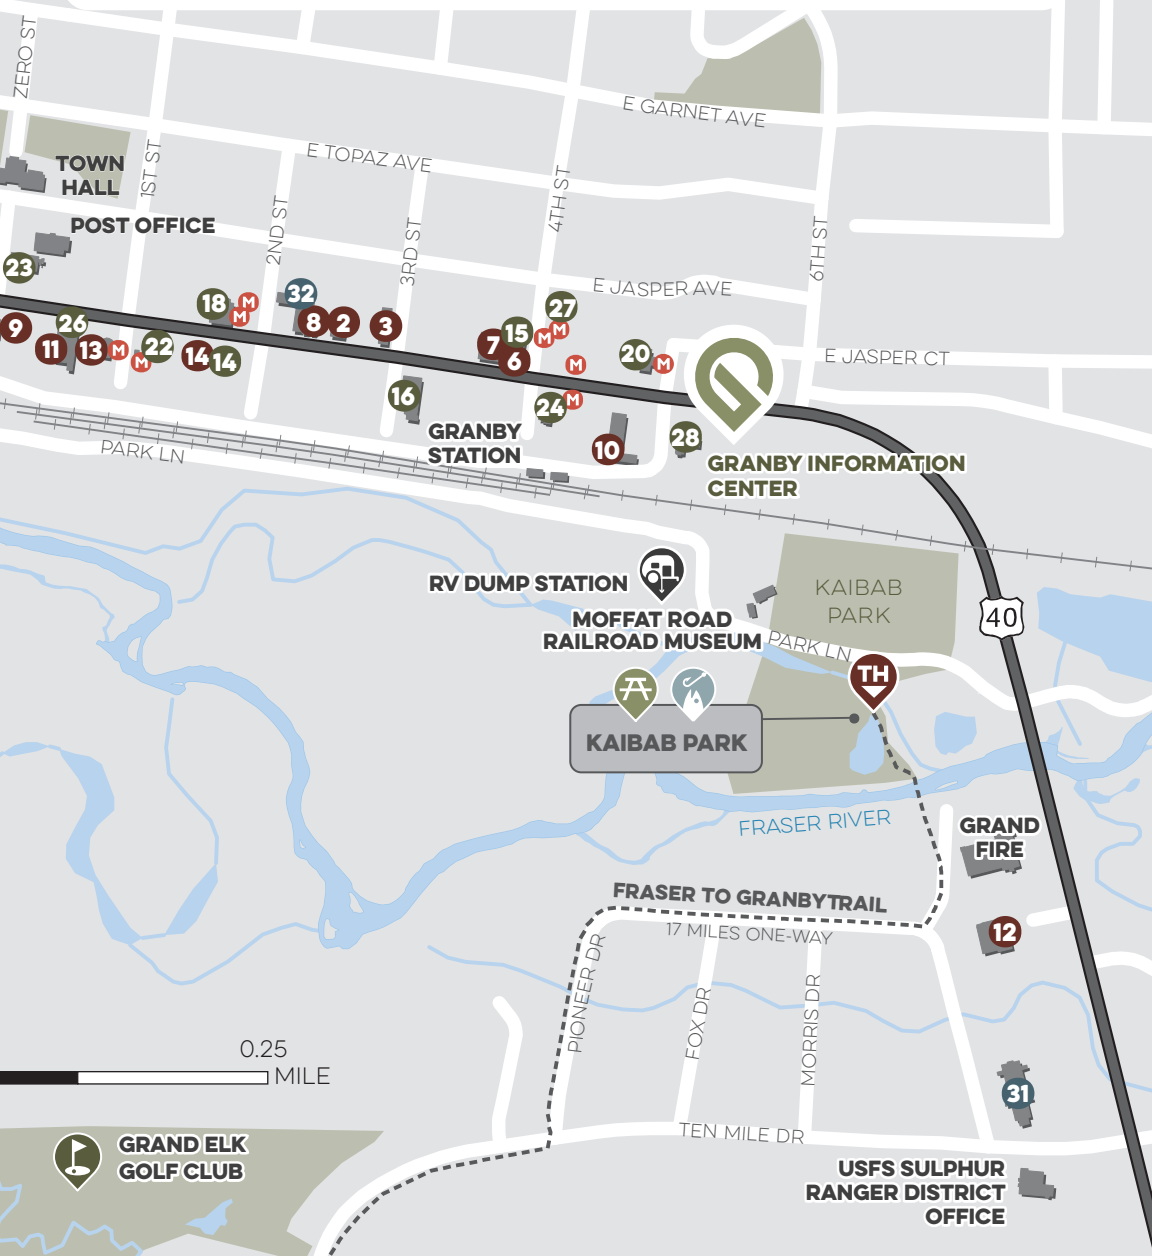 ZERO ST
E GARNET AVE
E TOPAZ AVE
TOWN
HALL
1ST ST
4TH ST
POST OFFICE
2ND ST
3RD ST
6TH ST
23
E JASPER AVE
32
18
M
M
27
9
26
8
2
3
M
M
15
7
6
11
13
M
22
M
14
14
M
20
M
E JASPER CT
16
24
M
GRANBY
STATION
10
28
PARK LN
GRANBY INFORMATION
CENTER
RV DUMP STATION
KAIBAB
PARK
MOFFAT ROAD
RAILROAD MUSEUM
40
PARK LN
TH
KAIBAB PARK
FRASER RIVER
GRAND
FIRE
FRASER TO GRANBYTRAIL
17 MILES ONE-WAY
12
PIONEER DR
FOX DR
MORRIS DR
0.25
MILE
31
TEN MILE DR
GRAND ELK
GOLF CLUB
USFS SULPHUR
RANGER DISTRICT
OFFICE